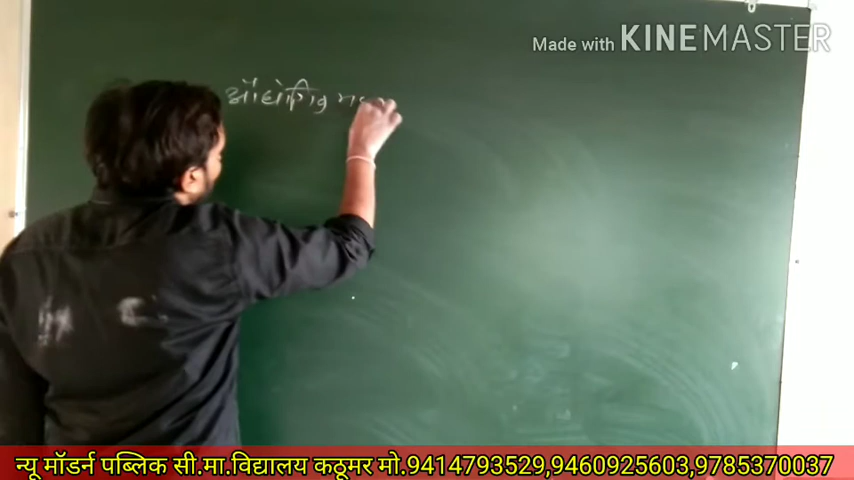 Made with KINEMASTER
औद्योगिक
न्यू मॉडर्न पब्लिक सी.मा.विद्यालय कठूमर मो.9414793529,9460925603,9785370037